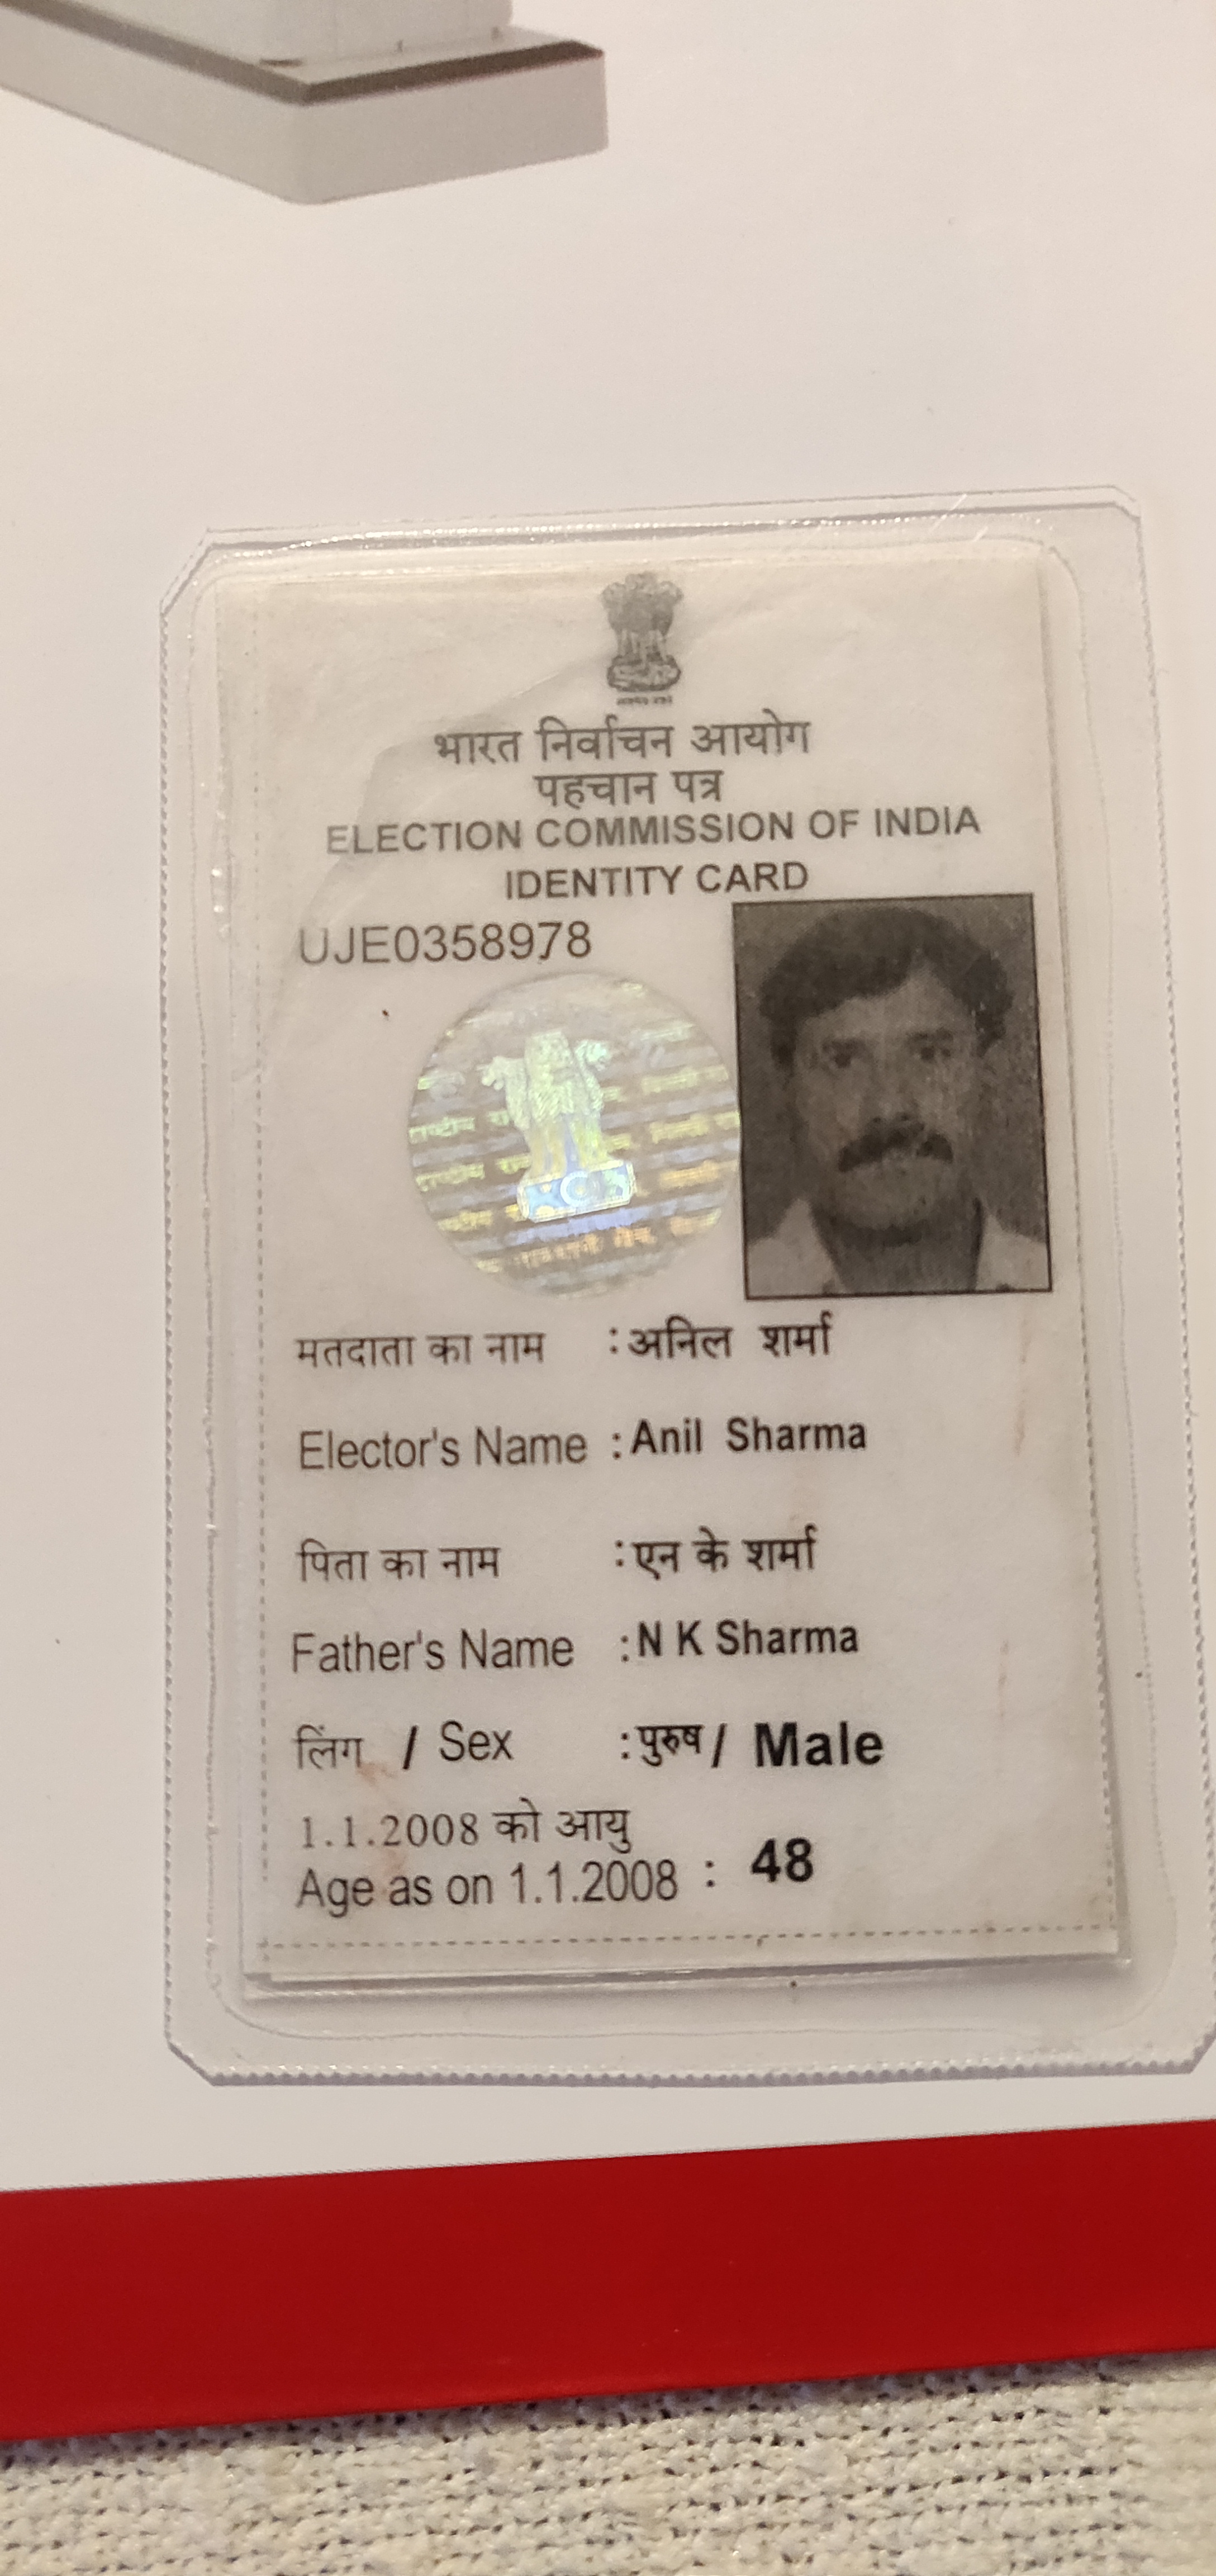 भारत निर्वाचन आयोग
पहचान पत्र
ELECTION COMMISSION OF INDIA
IDENTITY CARD
UJE0358978
मतदाता का नाम : अनिल शर्मा
Elector's Name : Anil Sharma
पिता का नाम : एन के शर्मा
Father's Name : N K Sharma
लिंग / Sex : पुरुष / Male
1.1.2008 को आयु
Age as on 1.1.2008 : 48